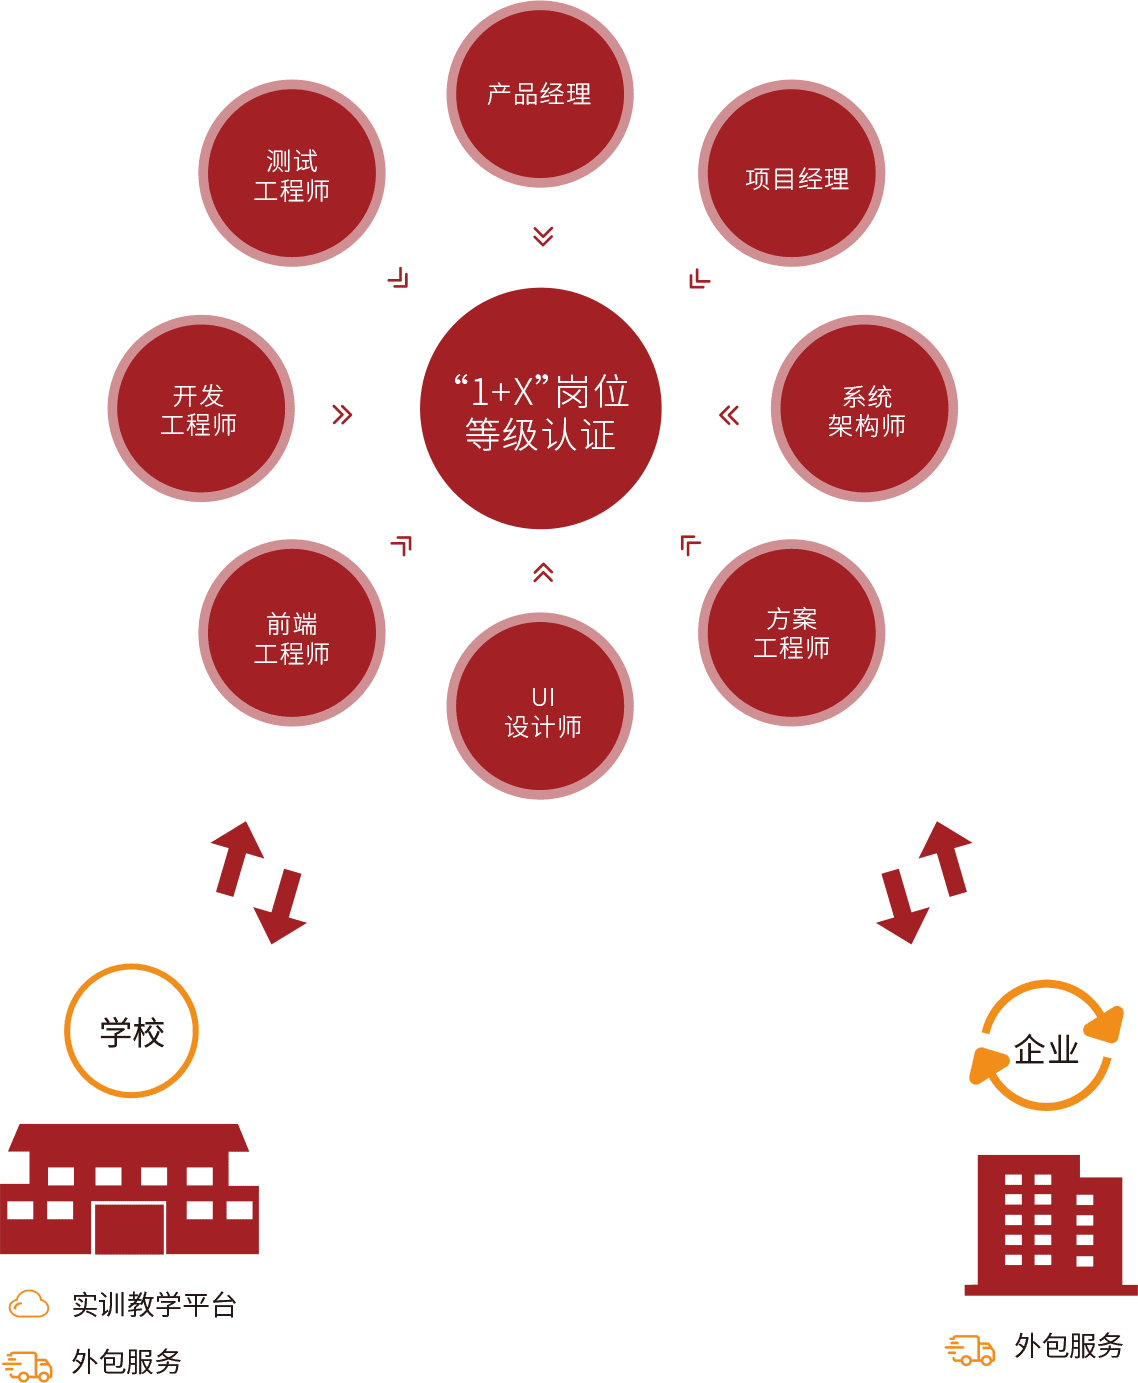 产品经理
测试
工程师
项目经理
开发
工程师
“1+X”岗位
等级认证
系统
架构师
前端
工程师
方案
工程师
UI
设计师
学校
企业
实训教学平台
外包服务
外包服务